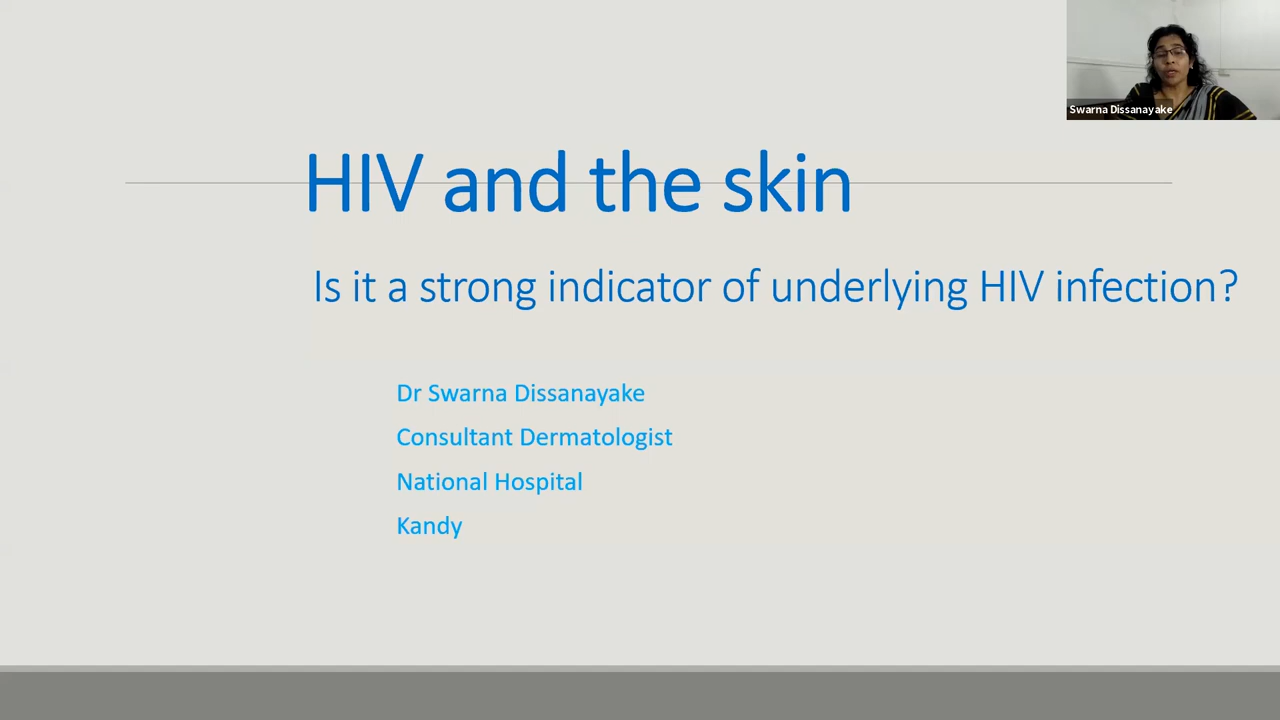 Swarna Dissanayake
HIV and the skin
Is it a strong indicator of underlying HIV infection?
Dr Swarna Dissanayake
Consultant Dermatologist
National Hospital
Kandy